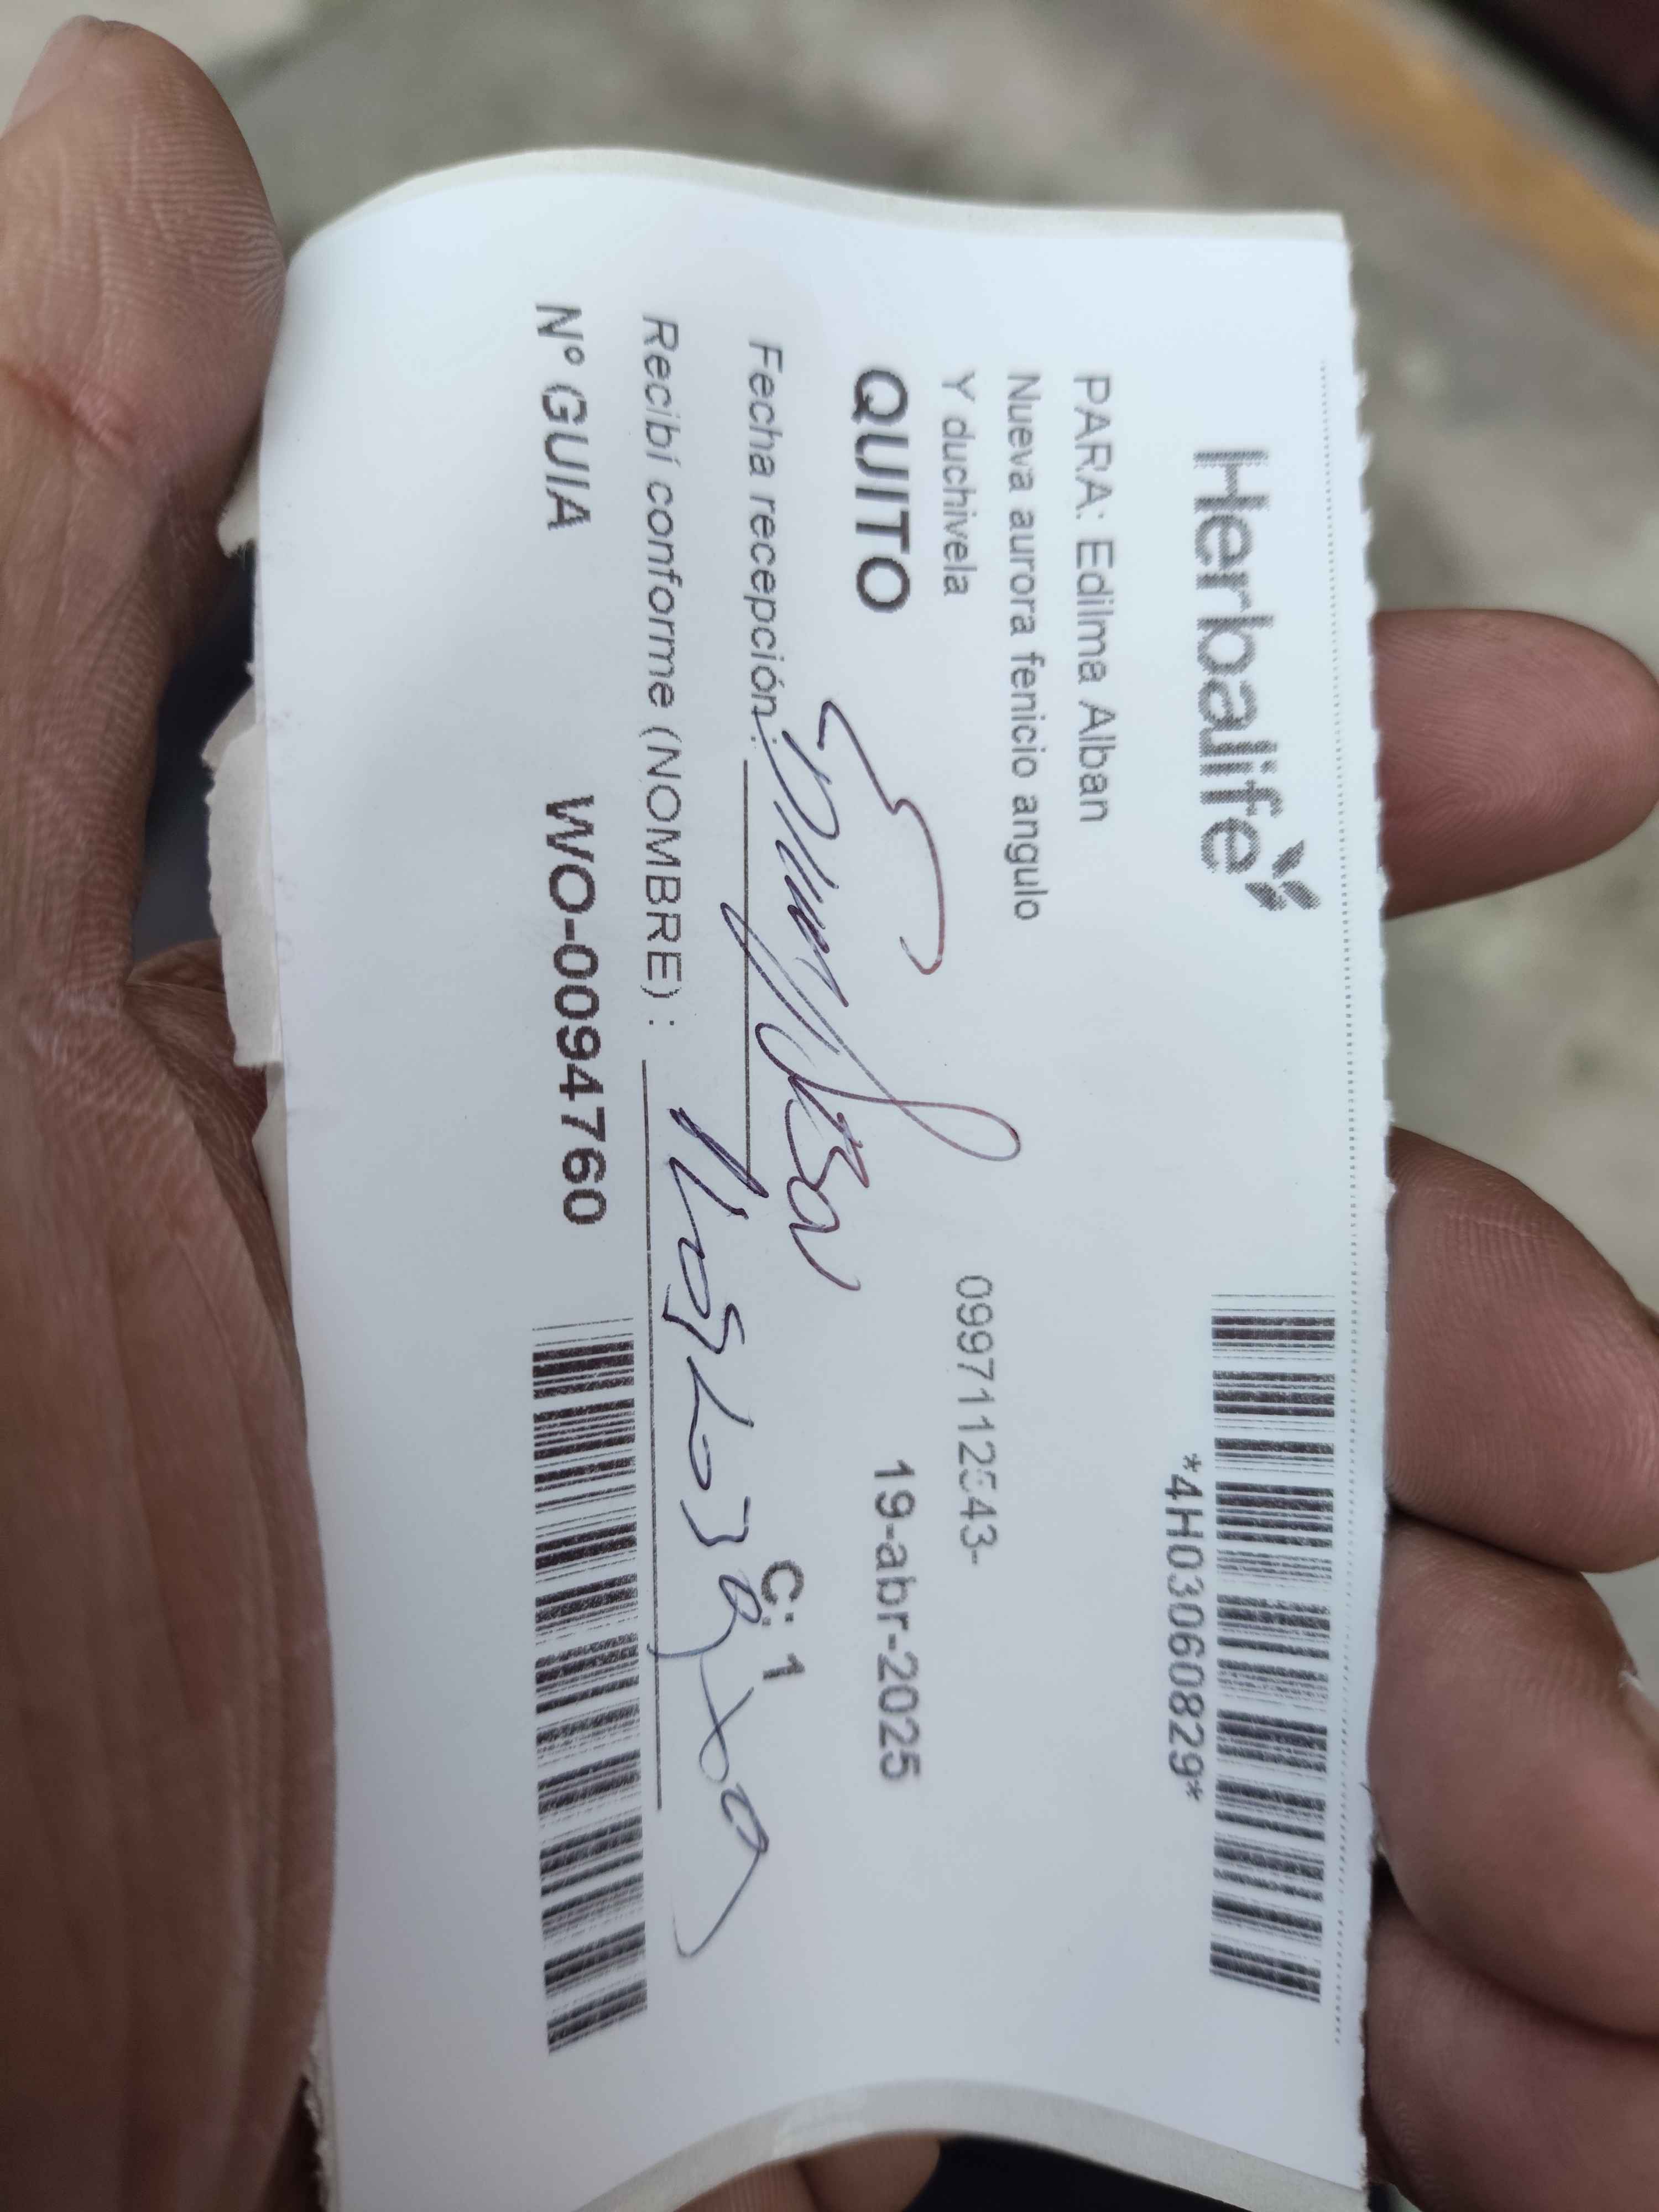 Herbalife
*4H03060829*
PARA: Edilma Alban
Nueva aurora fenicio angulo
Y duchivela
0997112543-
QUITO
19-abr-2025
Fecha recepción:
C: 1
Recibí conforme (NOMBRE) :
Nº GUIA WO-0094760